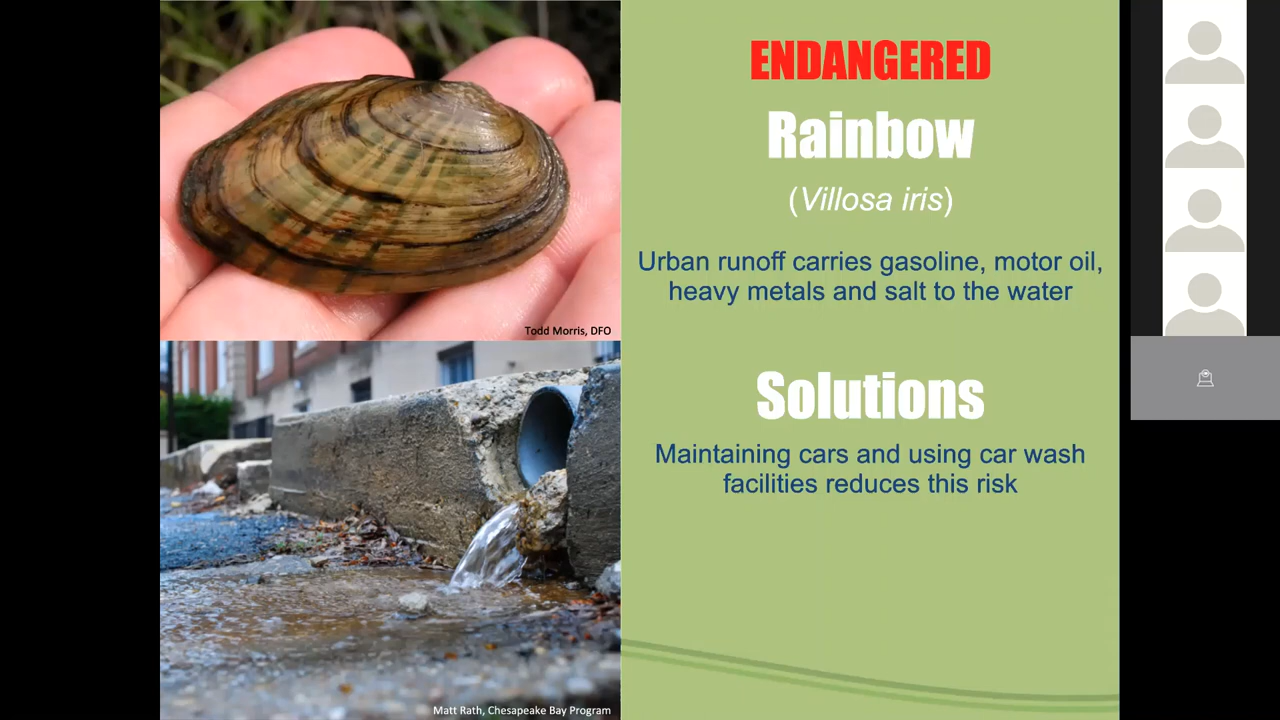 ENDANGERED
Rainbow
(Villosa iris)
Urban runoff carries gasoline, motor oil,
heavy metals and salt to the water
Solutions
Maintaining cars and using car wash
facilities reduces this risk
Todd Morris, DFO
Matt Rath, Chesapeake Bay Program